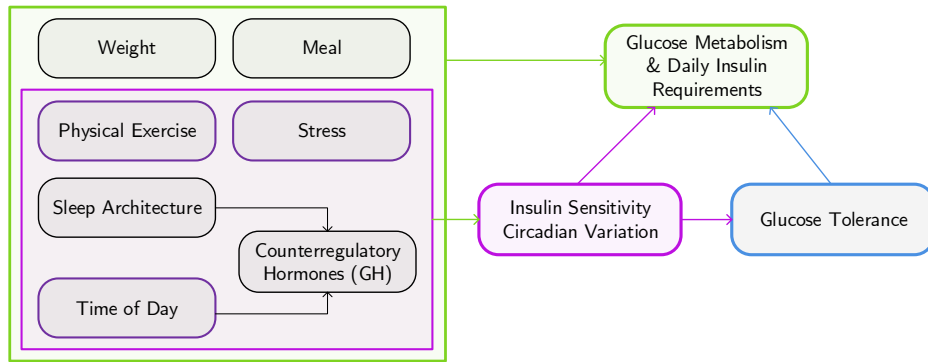 Weight
Meal
Physical Exercise
Stress
Sleep Architecture
Counterregulatory
Hormones (GH)
Time of Day
Glucose Metabolism
& Daily Insulin
Requirements
Insulin Sensitivity
Circadian Variation
Glucose Tolerance